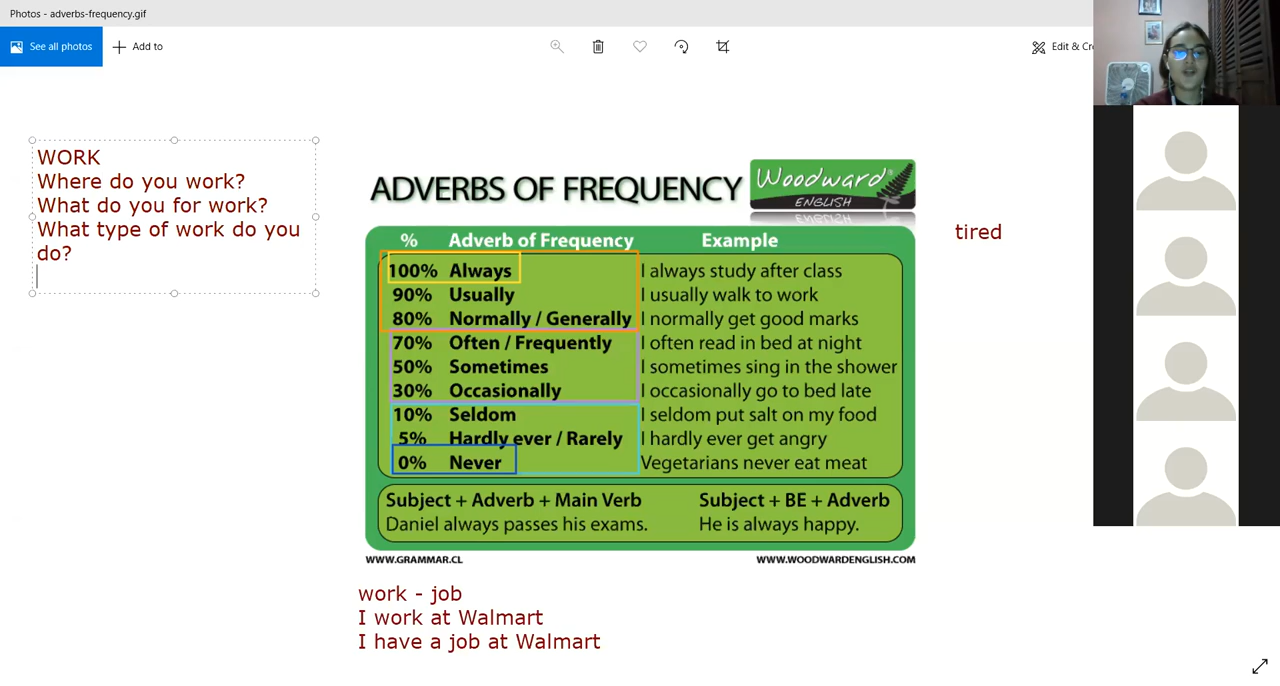 Photos - adverbs-frequency.gif
See all photos
Add to
Edit & Cr
WORK
Where do you work?
What do you for work?
What type of work do you
do?
ADVERBS OF FREQUENCY
Woodward
ENGLISH
% Adverb of Frequency Example
100% Always I always study after class
90% Usually I usually walk to work
80% Normally / Generally I normally get good marks
70% Often / Frequently I often read in bed at night
50% Sometimes I sometimes sing in the shower
30% Occasionally I occasionally go to bed late
10% Seldom I seldom put salt on my food
5% Hardly ever / Rarely I hardly ever get angry
0% Never Vegetarians never eat meat
Subject + Adverb + Main Verb Subject + BE + Adverb
Daniel always passes his exams. He is always happy.
WWW.GRAMMAR.CL WWW.WOODWARDENGLISH.COM
tired
work - job
I work at Walmart
I have a job at Walmart